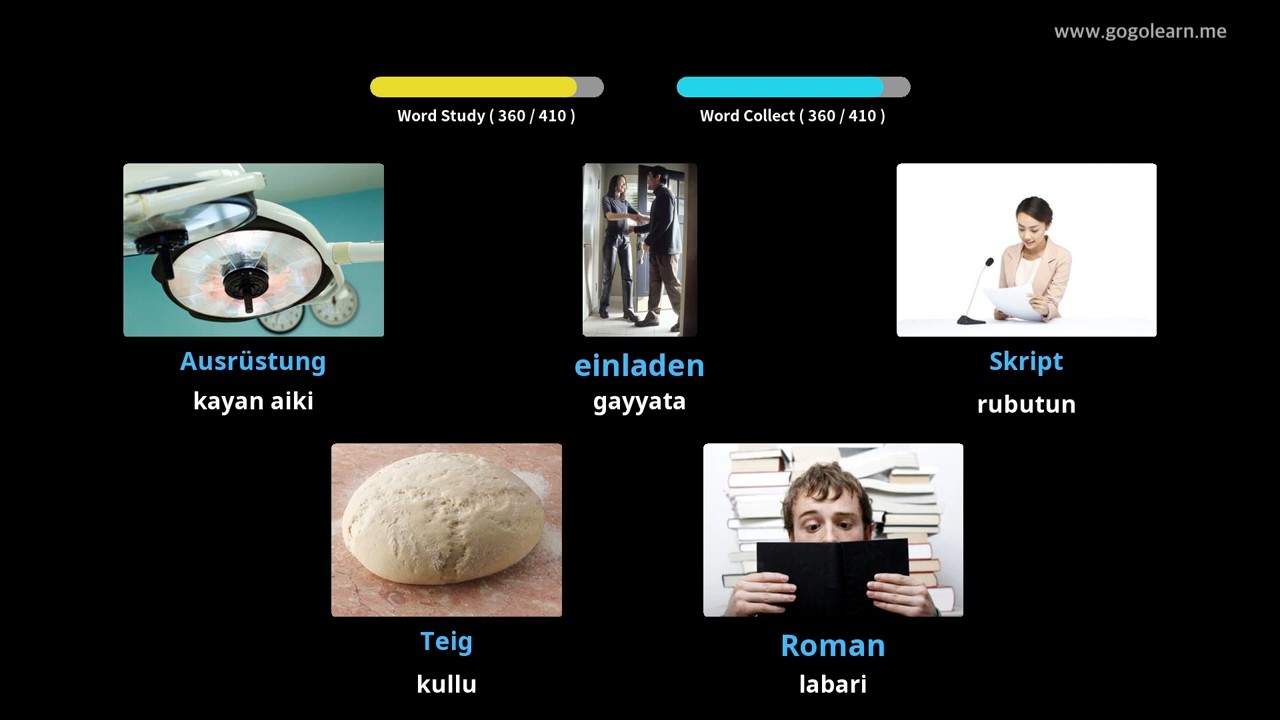 www.gogolearn.me
Word Study ( 360 / 410 )
Word Collect ( 360 / 410 )
Ausrüstung
kayan aiki
einladen
gayyata
Skript
rubutun
Teig
kullu
Roman
labari